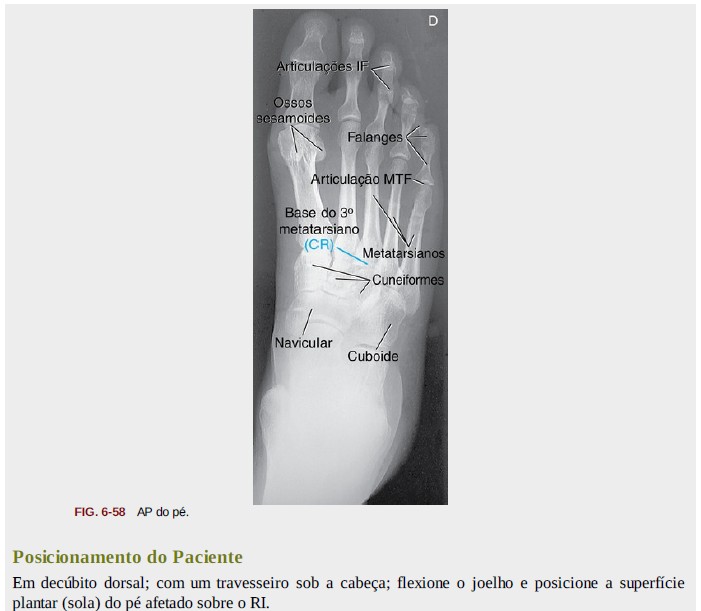 D
Articulações IF
Ossos
sesamoides
Falanges
Articulação MTF
Base do 3º
metatarsiano
(CR)
Metatarsianos
Cuneiformes
Navicular
Cuboide
FIG. 6-58 AP do pé.
Posicionamento do Paciente
Em decúbito dorsal; com um travesseiro sob a cabeça; flexione o joelho e posicione a superfície
plantar (sola) do pé afetado sobre o RI.